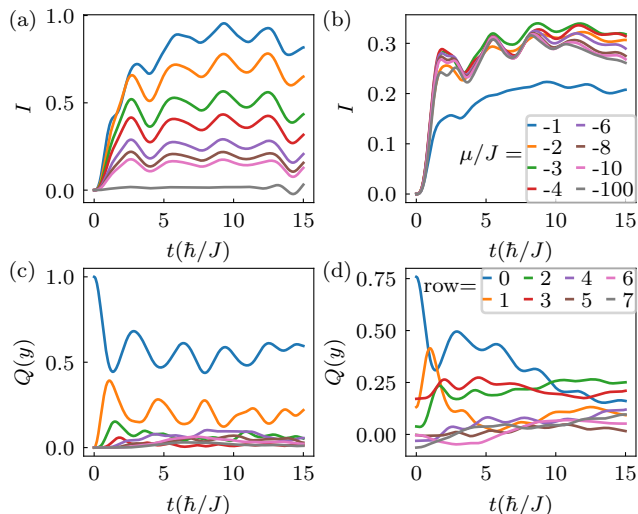 (a)
I
1.0
0.5
0.0
0 5 10 15
t(ħ/J)
(b)
I
0.3
0.2
0.1
0.0
μ/J =
-1 -6
-2 -8
-3 -10
-4 -100
0 5 10 15
t(ħ/J)
(c)
Q(y)
1.0
0.5
0.0
0 5 10 15
t(ħ/J)
(d)
Q(y)
0.75
0.50
0.25
0.00
row=
0 2 4 6
1 3 5 7
0 5 10 15
t(ħ/J)